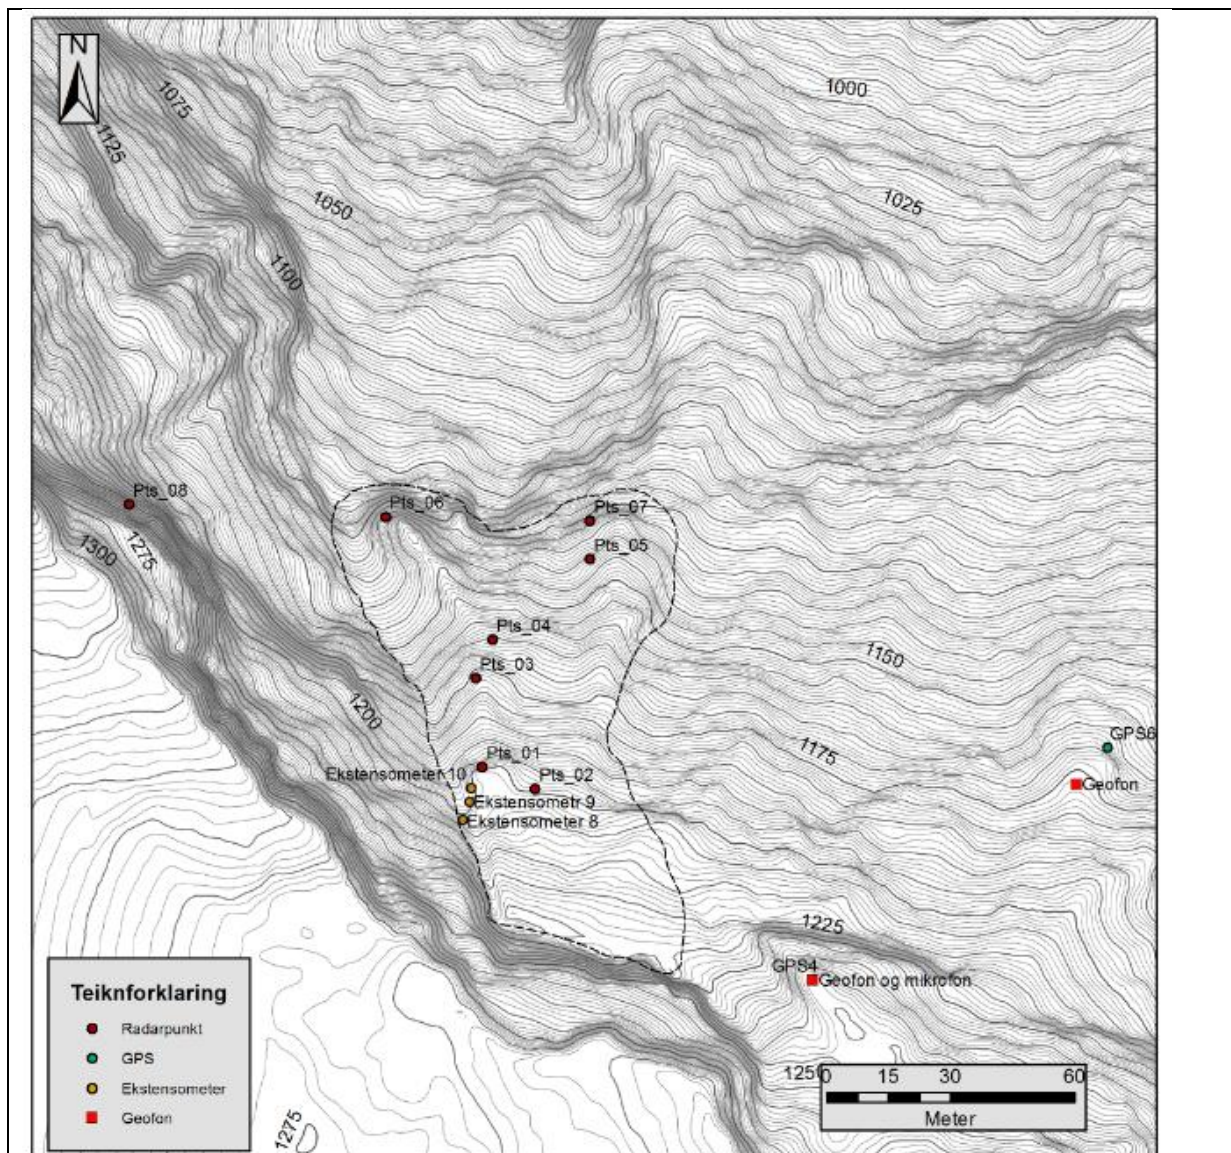 N
1075
1000
1125
1050
1025
1100
Pts_08
Pts_06
Pts_07
1300
1275
Pts_05
Pts_04
1150
Pts_03
1200
GPS6
1175
Pts_01
Ekstensometer 10
Pts_02
Geofon
Ekstensometr 9
Ekstensometer 8
1225
GPS4
Geofon og mikrofon
Teiknforklaring
Radarpunkt
GPS
Ekstensometer
Geofon
1250
0 15 30 60
Meter
1275